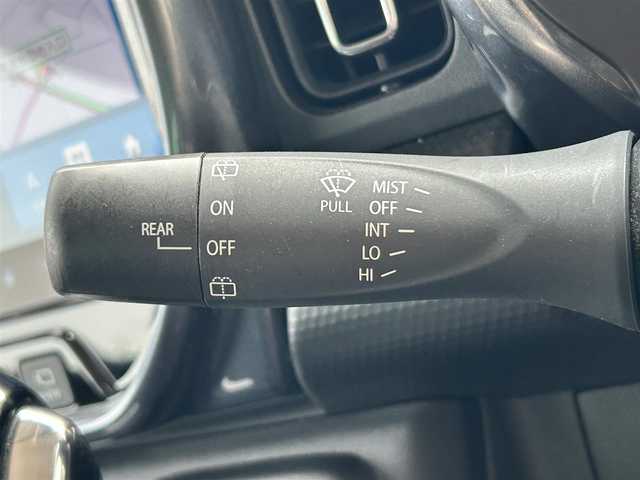 REAR
ON
OFF
PULL
MIST
OFF
INT
LO
HI